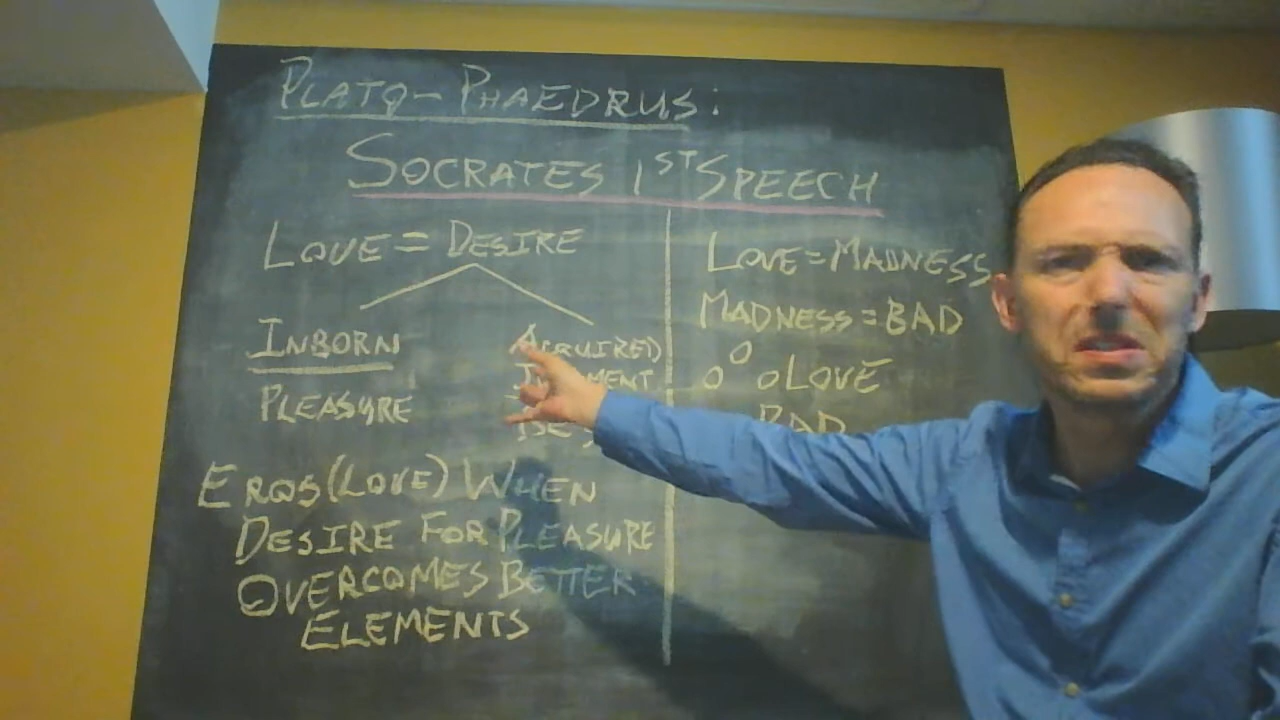 PLATO - PHAEDRUS:
SOCRATES 1ST SPEECH
LOVE = DESIRE
INBORN
PLEASURE
ACQUIRED
EROS (LOVE) WHEN
DESIRE FOR PLEASURE
OVERCOMES BETTER
ELEMENTS
LOVE = MADNESS
MADNESS = BAD
o o o LOVE
BAD